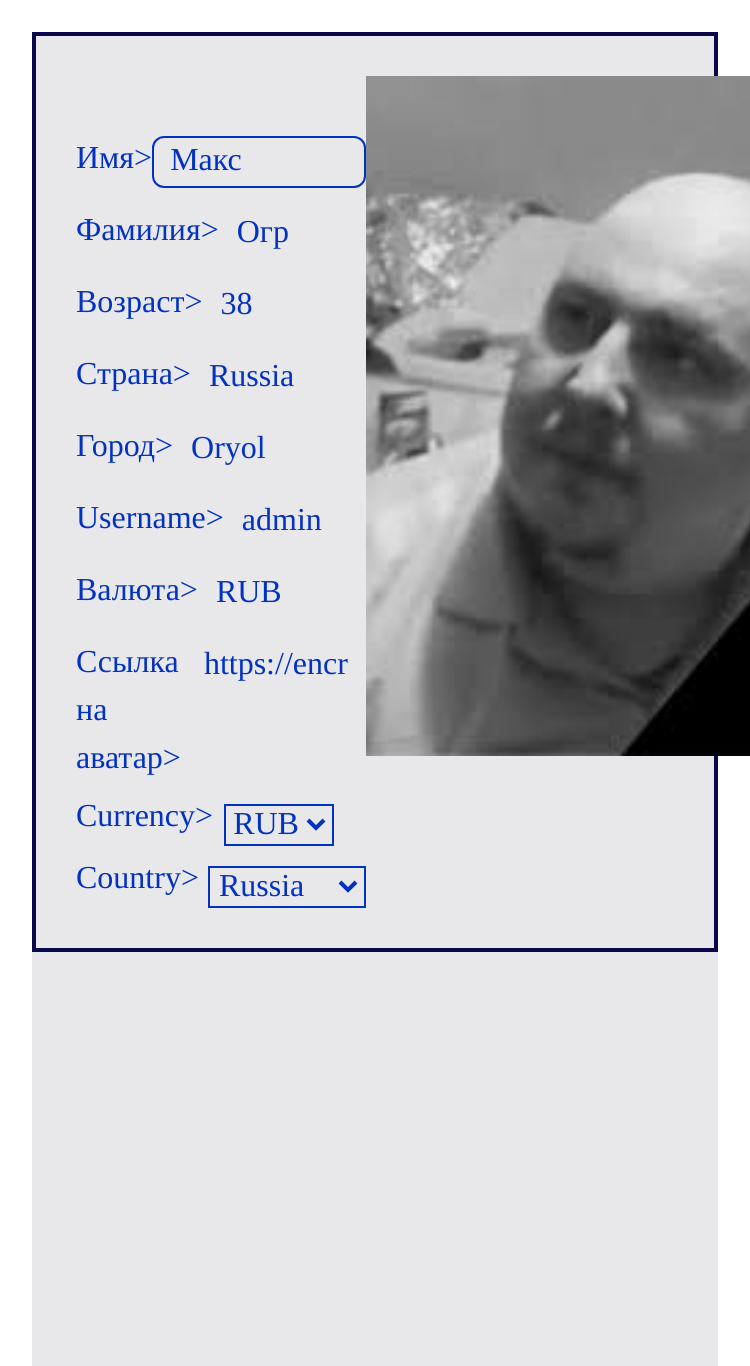 Имя> Макс
Фамилия> Огр
Возраст> 38
Страна> Russia
Город> Oryol
Username> admin
Валюта> RUB
Ссылка https://encr
на
аватар>
Currency> RUB
Country> Russia